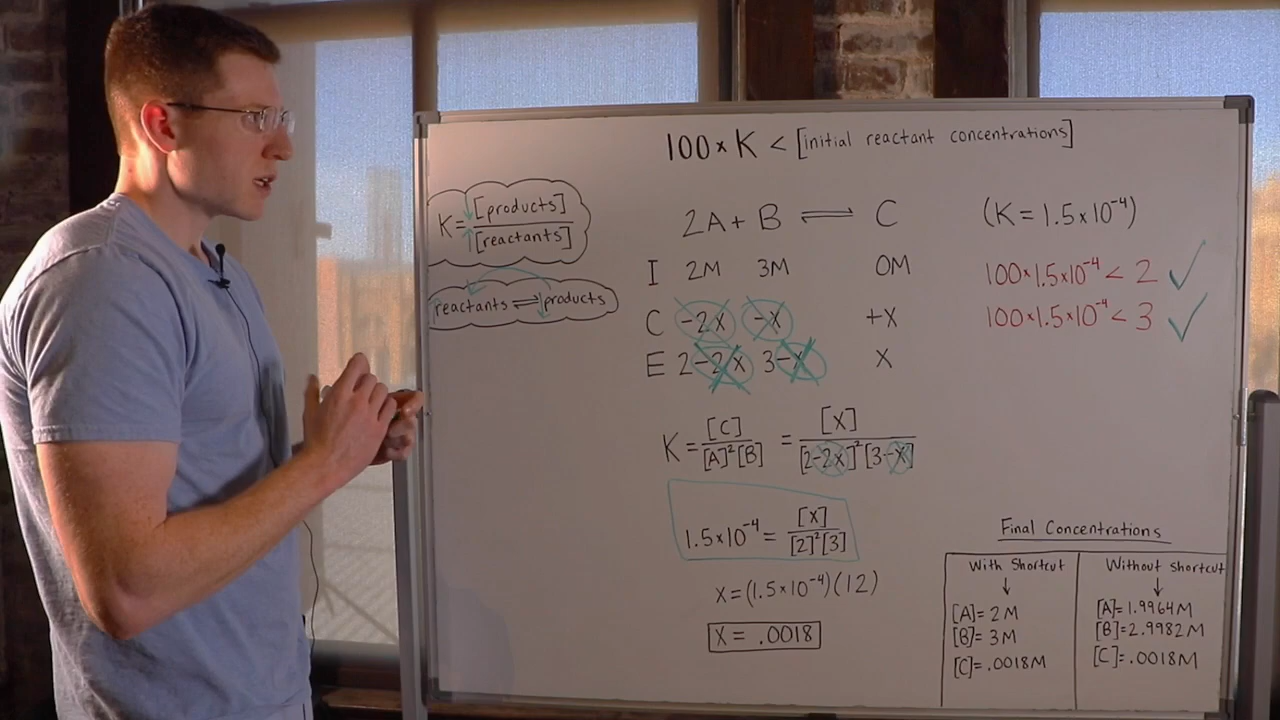 100 × K < [initial reactant concentrations]
K = [products] / [reactants]
reactants ⇌ products
2A + B ⇌ C (K = 1.5×10⁻⁴)
I 2M 3M 0M
C -2x -x +x
E 2-2x 3-x x
100×1.5×10⁻⁴ < 2 ✓
100×1.5×10⁻⁴ < 3 ✓
K = [C] / [A]²[B] = [x] / [2-2x]²[3-x]
1.5×10⁻⁴ = [x] / [2]²[3]
x = (1.5×10⁻⁴)(12)
x = .0018
Final Concentrations
With Shortcut
↓
[A] = 2M
[B] = 3M
[C] = .0018M
Without shortcut
↓
[A] = 1.9964M
[B] = 2.9982M
[C] = .0018M